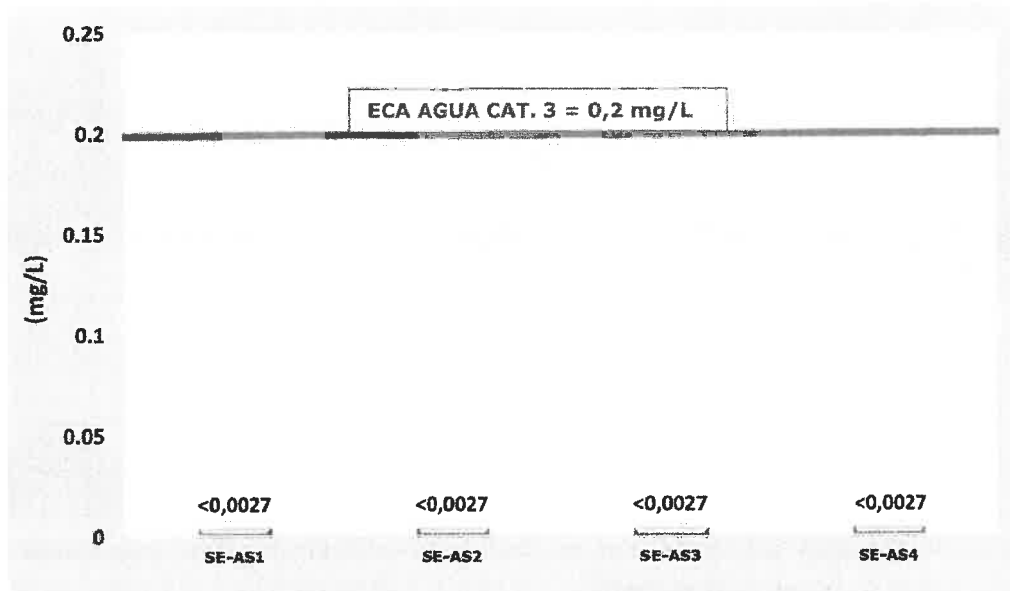 0.25
ECA AGUA CAT. 3 = 0,2 mg/L
0.2
0.15
(mg/L)
0.1
0.05
<0,0027 <0,0027 <0,0027 <0,0027
0
SE-AS1 SE-AS2 SE-AS3 SE-AS4